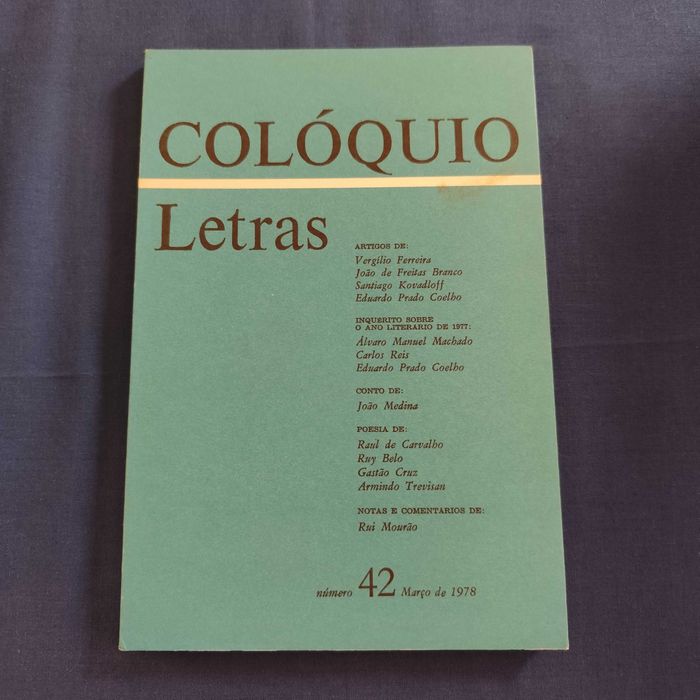 COLÓQUIO
Letras
ARTIGOS DE:
Vergílio Ferreira
João de Freitas Branco
Santiago Kovadloff
Eduardo Prado Coelho
INQUÉRITO SOBRE
O ANO LITERÁRIO DE 1977:
Álvaro Manuel Machado
Carlos Reis
Eduardo Prado Coelho
CONTO DE:
João Medina
POESIA DE:
Raul de Carvalho
Ruy Belo
Gastão Cruz
Armindo Trevisan
NOTAS E COMENTÁRIOS DE:
Rui Mourão
número 42 Março de 1978